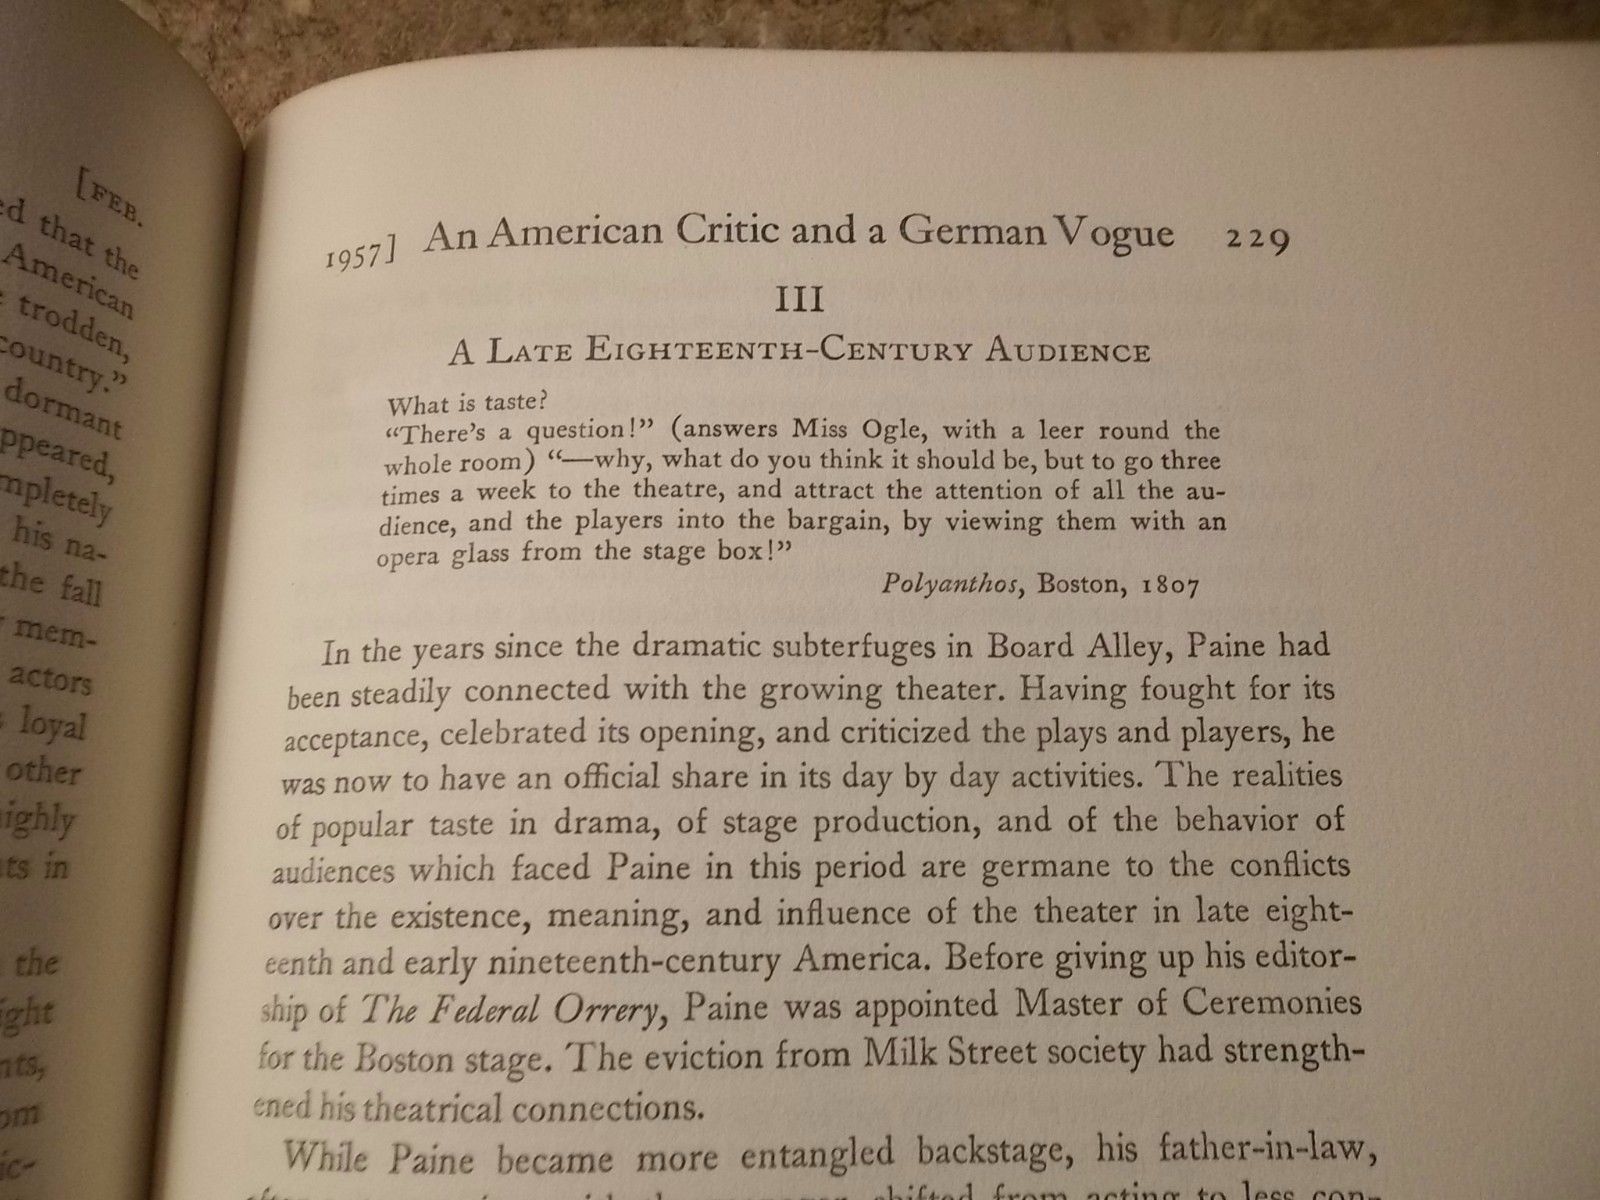 [FEB.
that the
American
trodden,
country.”
dormant
his na-
the fall
mem-
actors
loyal
other
in
the
1957] An American Critic and a German Vogue 229
III
A LATE EIGHTEENTH-CENTURY AUDIENCE
What is taste?
“There’s a question!” (answers Miss Ogle, with a leer round the
whole room) “—why, what do you think it should be, but to go three
times a week to the theatre, and attract the attention of all the au-
dience, and the players into the bargain, by viewing them with an
opera glass from the stage box!”
Polyanthos, Boston, 1807
In the years since the dramatic subterfuges in Board Alley, Paine had
been steadily connected with the growing theater. Having fought for its
acceptance, celebrated its opening, and criticized the plays and players, he
was now to have an official share in its day by day activities. The realities
of popular taste in drama, of stage production, and of the behavior of
audiences which faced Paine in this period are germane to the conflicts
over the existence, meaning, and influence of the theater in late eight-
eenth and early nineteenth-century America. Before giving up his editor-
ship of The Federal Orrery, Paine was appointed Master of Ceremonies
for the Boston stage. The eviction from Milk Street society had strength-
ened his theatrical connections.
While Paine became more entangled backstage, his father-in-law,
shifted from acting to less con-